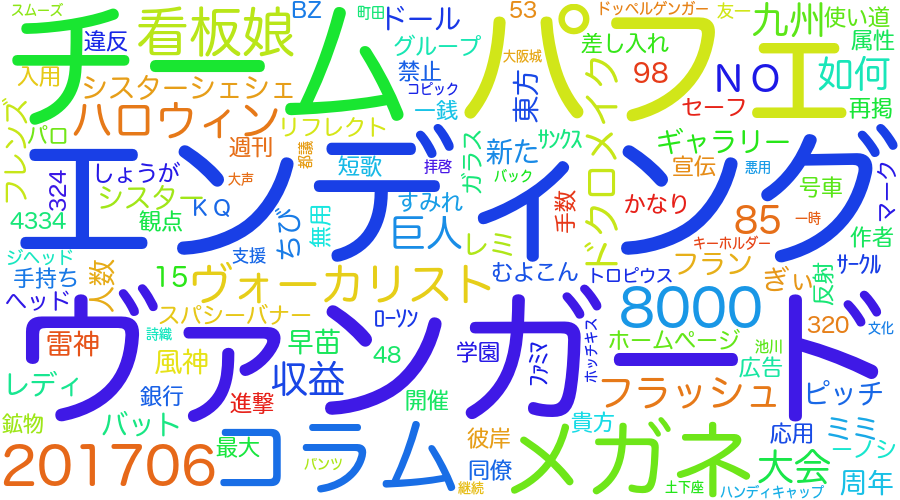 スムーズ
チーム
看板娘
違反
BZ
町田
ドール
パフェ
53
ドッペルゲンガー
友一
九州
使い道
属性
グループ
差し入れ
如何
入用
シスターシェシェ
禁止
コピック
大阪城
東方
98
NO
再掲
フレンズ
パロ
ハロウィン
リフレクト
一銭
セーフ
ドクロメイク
週刊
都議
短歌
ガラス
新た
サンクス
ギャラリー
エンディング
324
しょうが
大声
拝啓
パック
宣伝
悪用
号車
マーク
シスター
KQ
すみれ
手数
かなり
85
一時
4334
観点
ちび
無用
巨人
レミ
キーホルダー
作者
ジヘッド
手持ち
人数
15
支援
ヴォーカリスト
むよこん
トロピウス
フラン
ぎぃ
反射
サークル
ヘッド
スパシーバナー
ローソン
8000
320
文化
ヴァンガード
雷神
詩織
早苗
48
学園
ファミマ
ホッチキス
ホームページ
池川
風神
広告
レディ
銀行
進撃
収益
開催
フラッシュ
ピッチ
鉱物
バット
貴方
応用
ミミ
ーノシ
最大
コラム
彼岸
メガネ
大会
201706
パンツ
継続
同僚
土下座
ハンディキャップ
周年